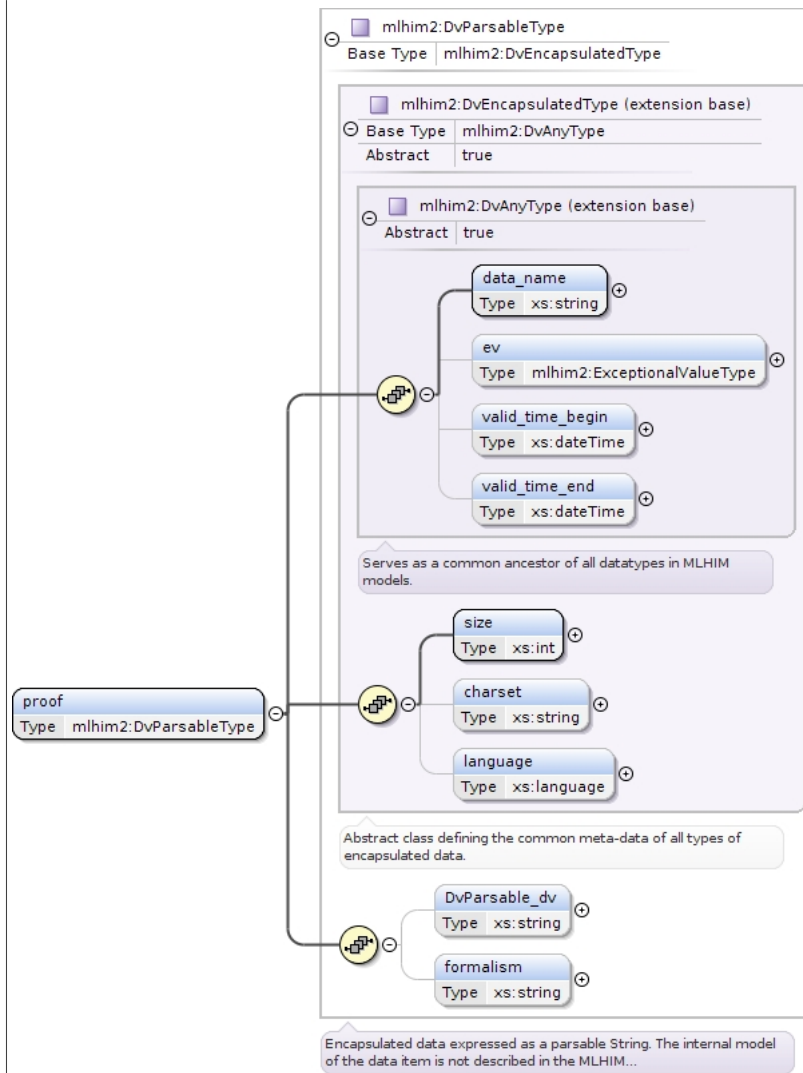 mlhim2:DvParsableType
Base Type mlhim2:DvEncapsulatedType
mlhim2:DvEncapsulatedType (extension base)
Base Type mlhim2:DvAnyType
Abstract true
mlhim2:DvAnyType (extension base)
Abstract true
data_name
Type xs:string
ev
Type mlhim2:ExceptionalValueType
valid_time_begin
Type xs:dateTime
valid_time_end
Type xs:dateTime
Serves as a common ancestor of all datatypes in MLHIM
models.
size
Type xs:int
proof
Type mlhim2:DvParsableType
charset
Type xs:string
language
Type xs:language
Abstract class defining the common meta-data of all types of
encapsulated data.
DvParsable_dv
Type xs:string
formalism
Type xs:string
Encapsulated data expressed as a parsable String. The internal model
of the data item is not described in the MLHIM...